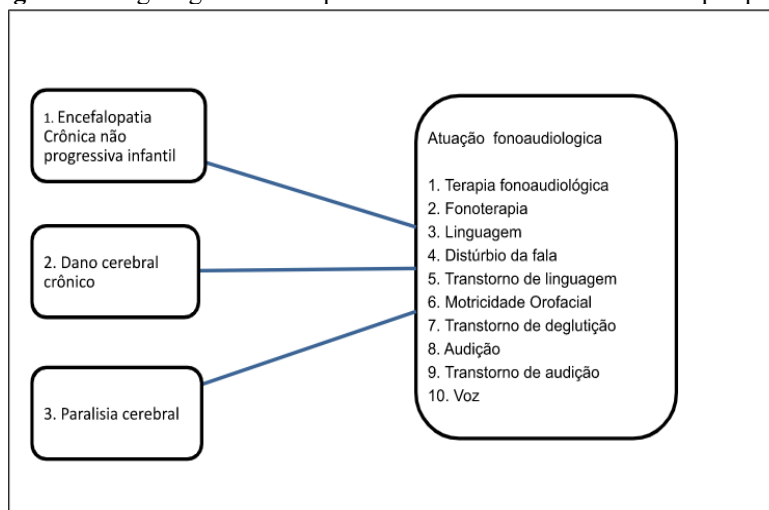 1. Encefalopatia
Crônica não
progressiva infantil
2. Dano cerebral
crônico
3. Paralisia cerebral
Atuação fonoaudiologica
1. Terapia fonoaudiológica
2. Fonoterapia
3. Linguagem
4. Distúrbio da fala
5. Transtorno de linguagem
6. Motricidade Orofacial
7. Transtorno de deglutição
8. Audição
9. Transtorno de audição
10. Voz